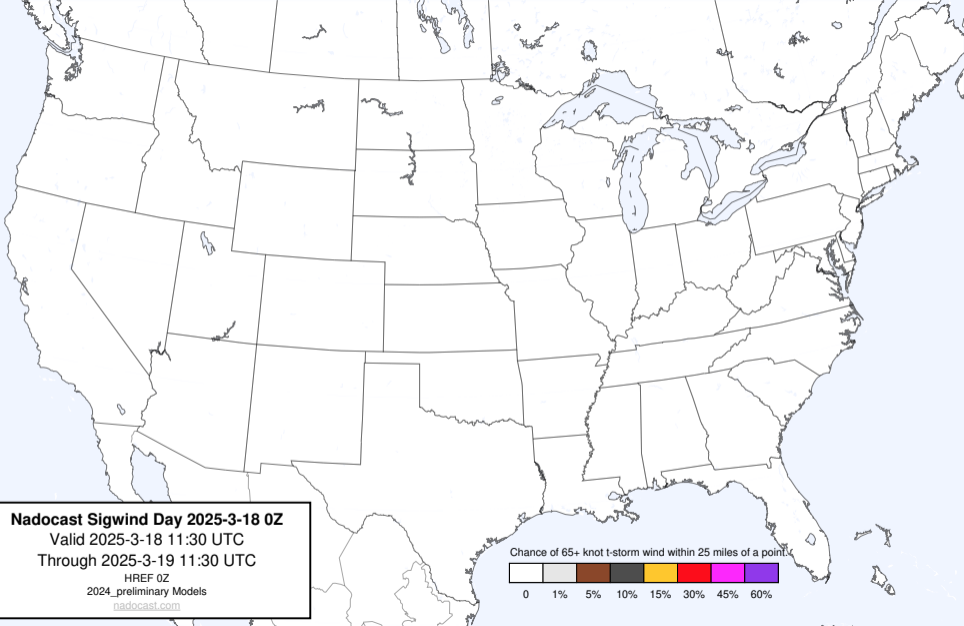 Nadocast Sigwind Day 2025-3-18 0Z
Valid 2025-3-18 11:30 UTC
Through 2025-3-19 11:30 UTC
HREF 0Z
2024_preliminary Models
nadocast.com
Chance of 65+ knot t-storm wind within 25 miles of a point.
0 1% 5% 10% 15% 30% 45% 60%